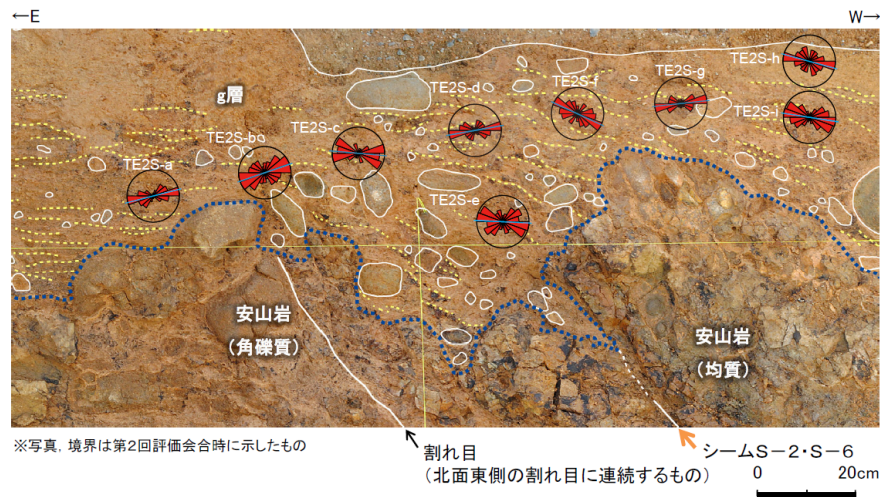 ←E
W→
g層
TE2S-a
TE2S-b
TE2S-c
TE2S-d
TE2S-e
TE2S-f
TE2S-g
TE2S-h
TE2S-i
安山岩
(角礫質)
安山岩
(均質)
※写真,境界は第2回評価会合時に示したもの
割れ目
(北面東側の割れ目に連続するもの)
シームS-2・S-6
0 20cm